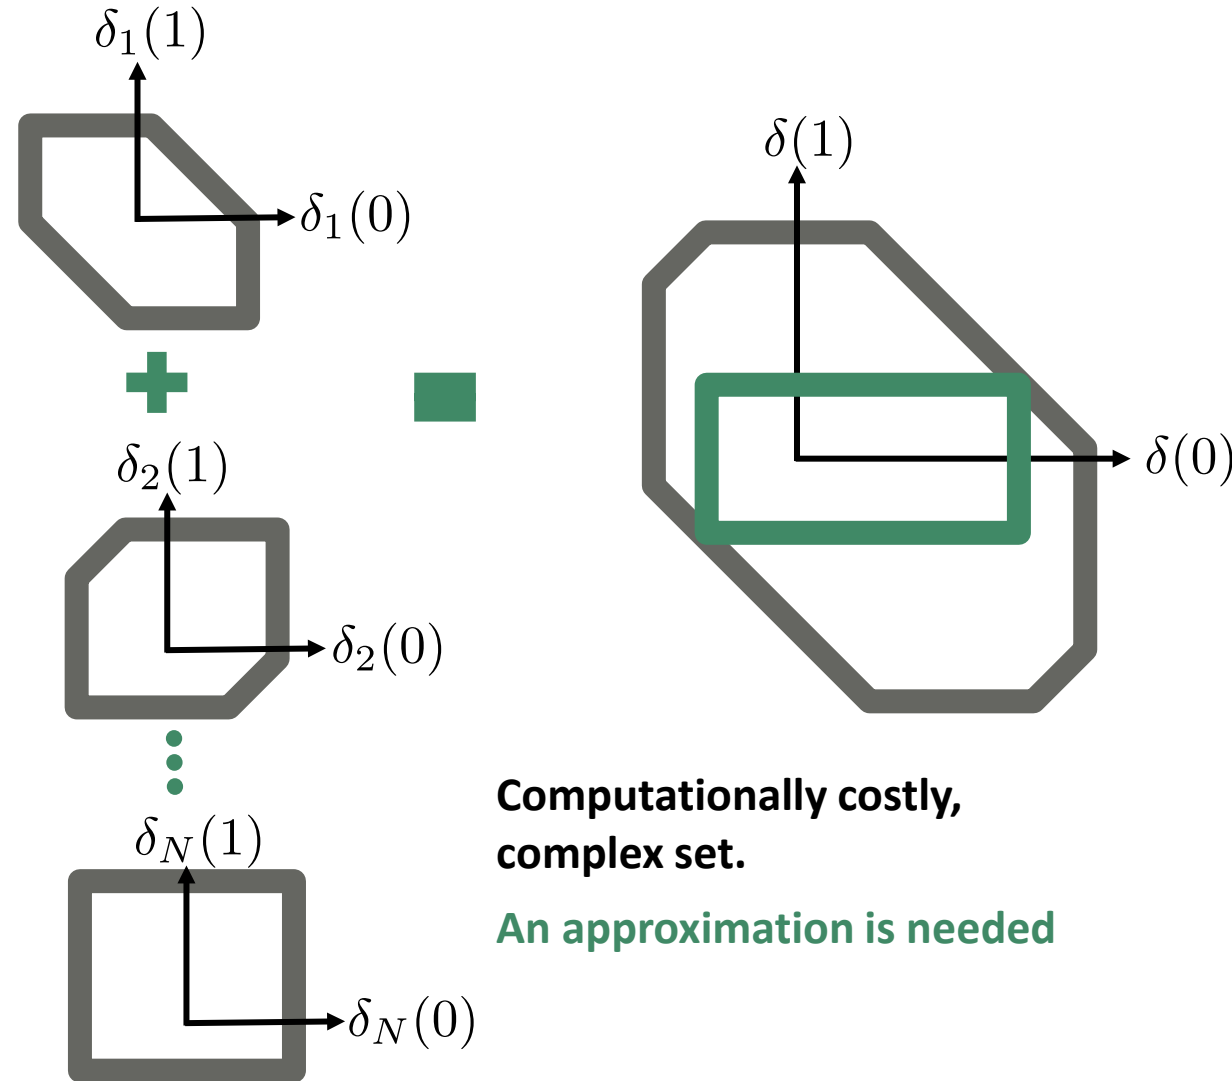 δ₁(1)
δ₁(0)
δ₂(1)
δ₂(0)
δ_N(1)
δ_N(0)
δ(1)
δ(0)
Computationally costly,
complex set.
An approximation is needed